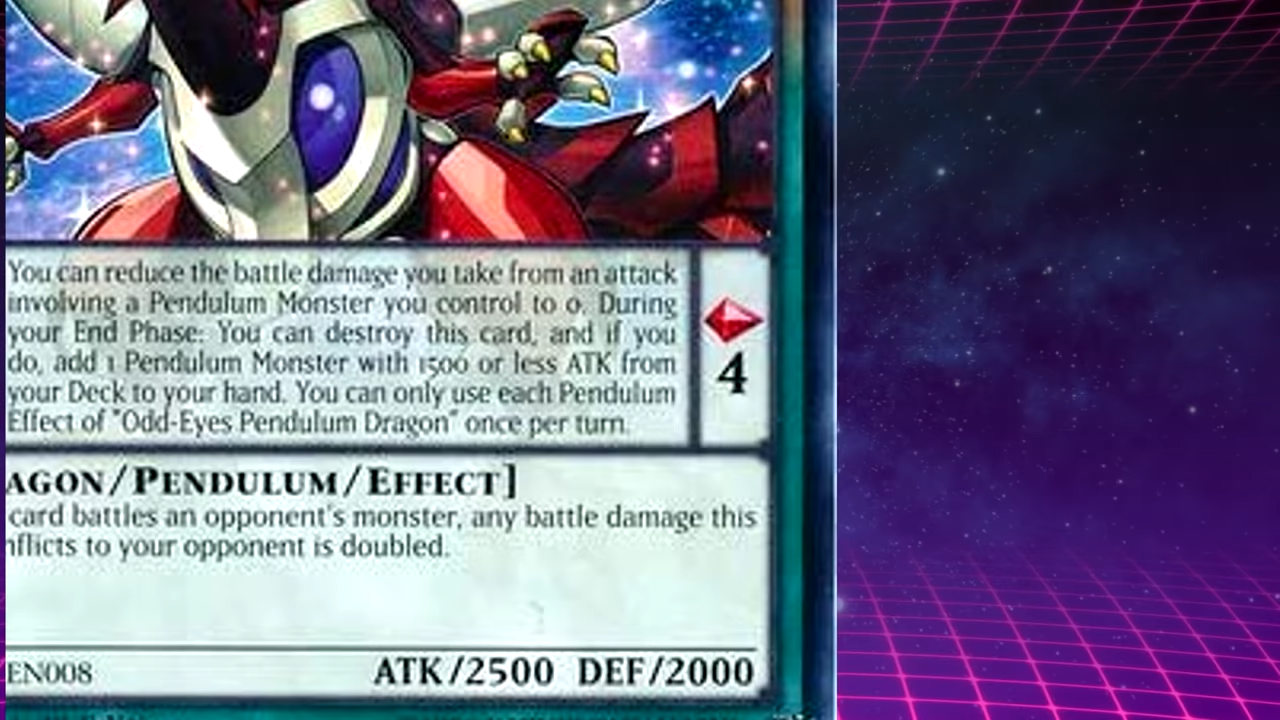 You can reduce the battle damage you take from an attack
involving a Pendulum Monster you control to 0. During
your End Phase: You can destroy this card, and if you
do, add 1 Pendulum Monster with 1500 or less ATK from
your Deck to your hand. You can only use each Pendulum
Effect of "Odd-Eyes Pendulum Dragon" once per turn.
4
AGON/PENDULUM/EFFECT]
card battles an opponent's monster, any battle damage this
nflicts to your opponent is doubled.
EN008
ATK/2500 DEF/2000